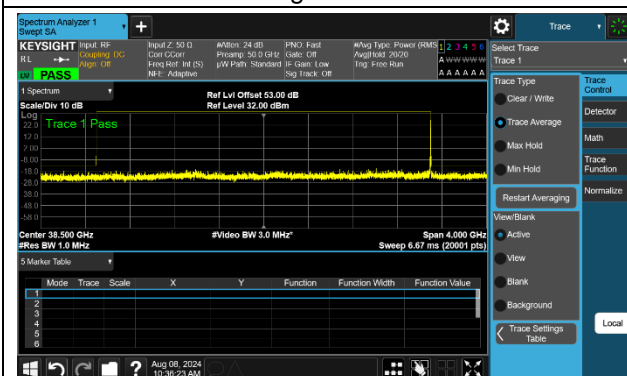 Spectrum Analyzer 1
Swept SA
+
Trace
KEYSIGHT
Input: RF
Coupling: DC
Align: Off
Input Z: 50 Ω
Corr CCorr
Freq Ref: Int (S)
NFE: Adaptive
#Atten: 24 dB
Preamp: 50.0 GHz
µW Path: Standard
PNO: Fast
Gate: Off
IF Gain: Low
Sig Track: Off
#Avg Type: Power (RMS
Avg|Hold: 20/20
Trig: Free Run
1 2 3 4 5 6
A W W W W W
A A A A A A
R L
PASS
Select Trace
Trace 1
1 Spectrum
Scale/Div 10 dB
Ref Lvl Offset 53.00 dB
Ref Level 32.00 dBm
Log
Trace 1 Pass
22.0
12.0
2.00
-8.00
-18.0
-28.0
-38.0
-48.0
-58.0
Center 38.500 GHz
#Res BW 1.0 MHz
#Video BW 3.0 MHz*
Span 4.000 GHz
Sweep 6.67 ms (20001 pts)
5 Marker Table
Mode Trace Scale X Y Function Function Width Function Value
1
2
3
4
5
6
Trace Type
Clear / Write
Trace Average
Max Hold
Min Hold
Restart Averaging
View/Blank
Active
View
Blank
Background
Trace Settings
Table
Trace
Control
Detector
Math
Trace
Function
Normalize
Local
?
Aug 08, 2024
10:36:23 AM